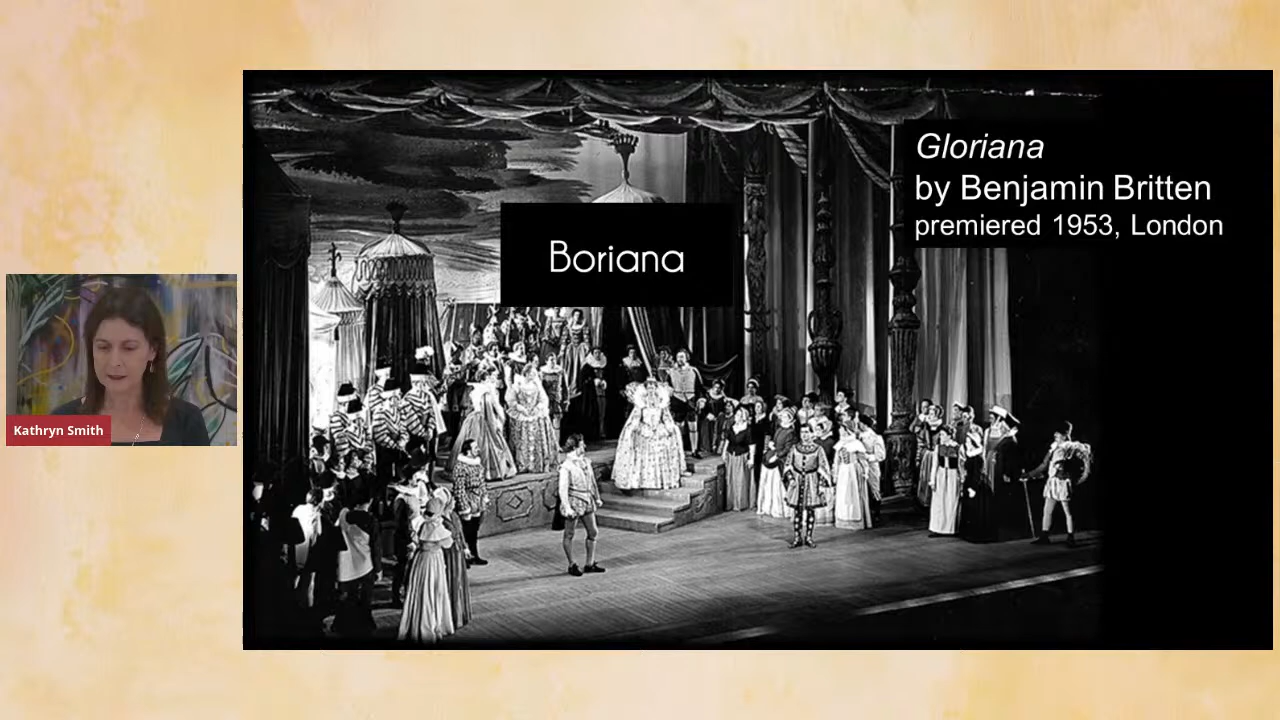 Gloriana
by Benjamin Britten
premiered 1953, London
Boriana
Kathryn Smith